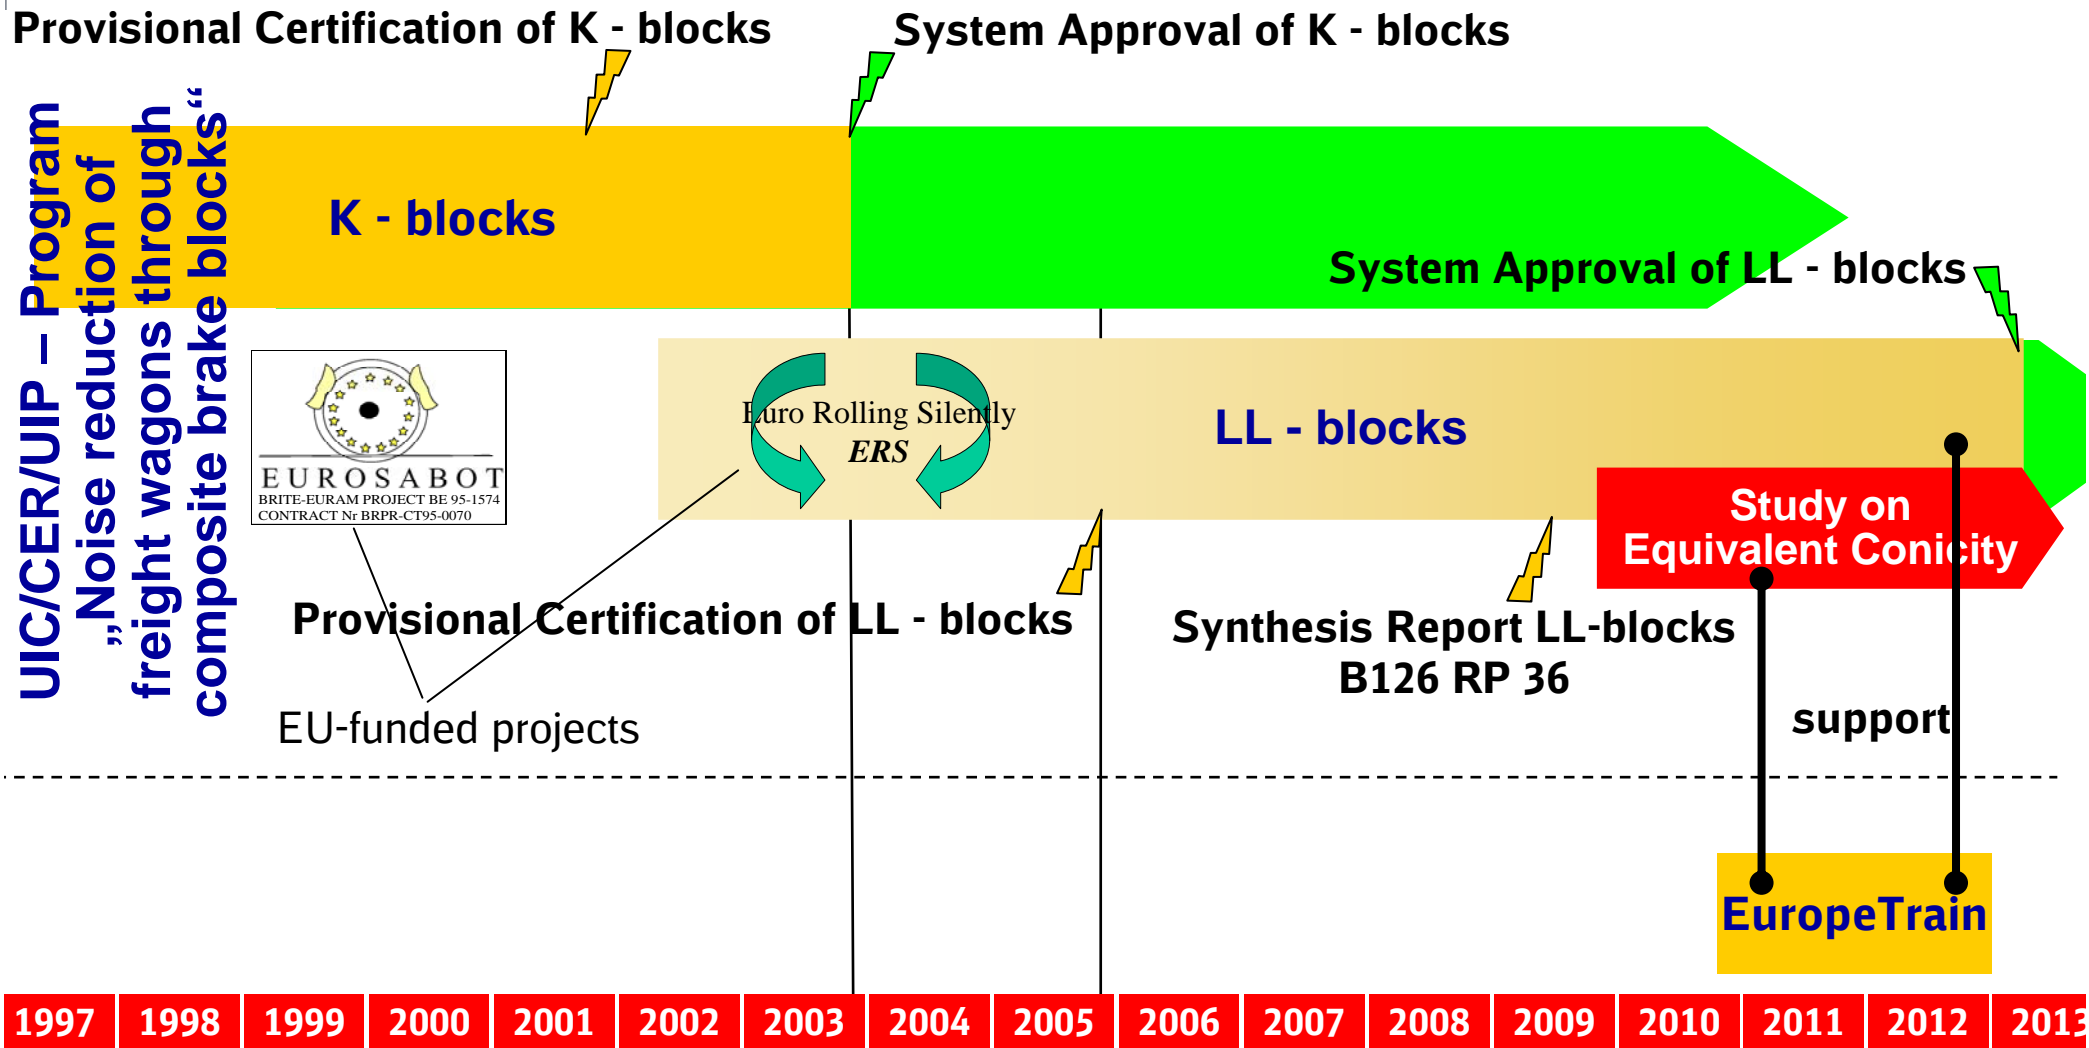 Provisional Certification of K - blocks
System Approval of K - blocks
UIC/CER/UIP – Program
„Noise reduction of
freight wagons through
composite brake blocks“
K - blocks
System Approval of LL - blocks
EUROSABOT
BRITE-EURAM PROJECT BE 95-1574
CONTRACT Nr BRPR-CT95-0070
Euro Rolling Silently
ERS
LL - blocks
Study on
Equivalent Conicity
Provisional Certification of LL - blocks
Synthesis Report LL-blocks
B126 RP 36
EU-funded projects
support
EuropeTrain
1997 1998 1999 2000 2001 2002 2003 2004 2005 2006 2007 2008 2009 2010 2011 2012 2013